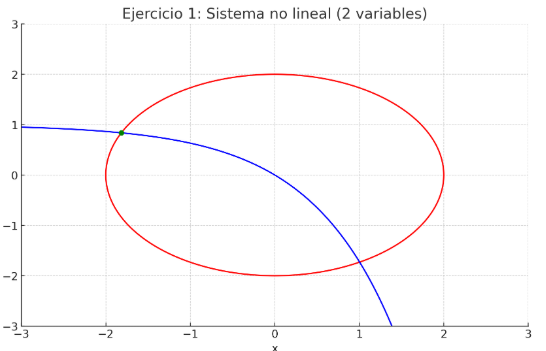 Ejercicio 1: Sistema no lineal (2 variables)
3
2
1
0
−1
−2
−3
−3 −2 −1 0 1 2 3
x